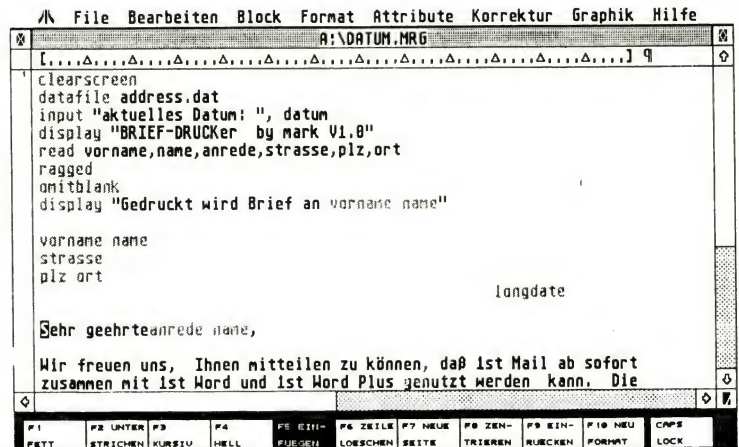 File Bearbeiten Block Format Attribute Korrektur Graphik Hilfe
A:\DATUM.MRG
clearscreen
datafile address.dat
input "aktuelles Datum: ", datum
display "BRIEF-DRUCKer by mark V1.0"
read vorname,name,anrede,strasse,plz,ort
ragged
omitblank
display "Gedruckt wird Brief an vorname name"
vorname name
strasse
plz ort
longdate
Sehr geehrteanrede name,
Wir freuen uns, Ihnen mitteilen zu können, daß 1st Mail ab sofort
zusammen mit 1st Word und 1st Word Plus genutzt werden kann. Die
F1 FETT
F2 UNTER STRICHEN
F3 KURSIV
F4 HELL
F5 EIN- FUEGEN
F6 ZEILE LOESCHEN
F7 NEUE SEITE
F8 ZEN- TRIEREN
F9 EIN- RUECKEN
F10 NEU FORMAT
CAPS LOCK